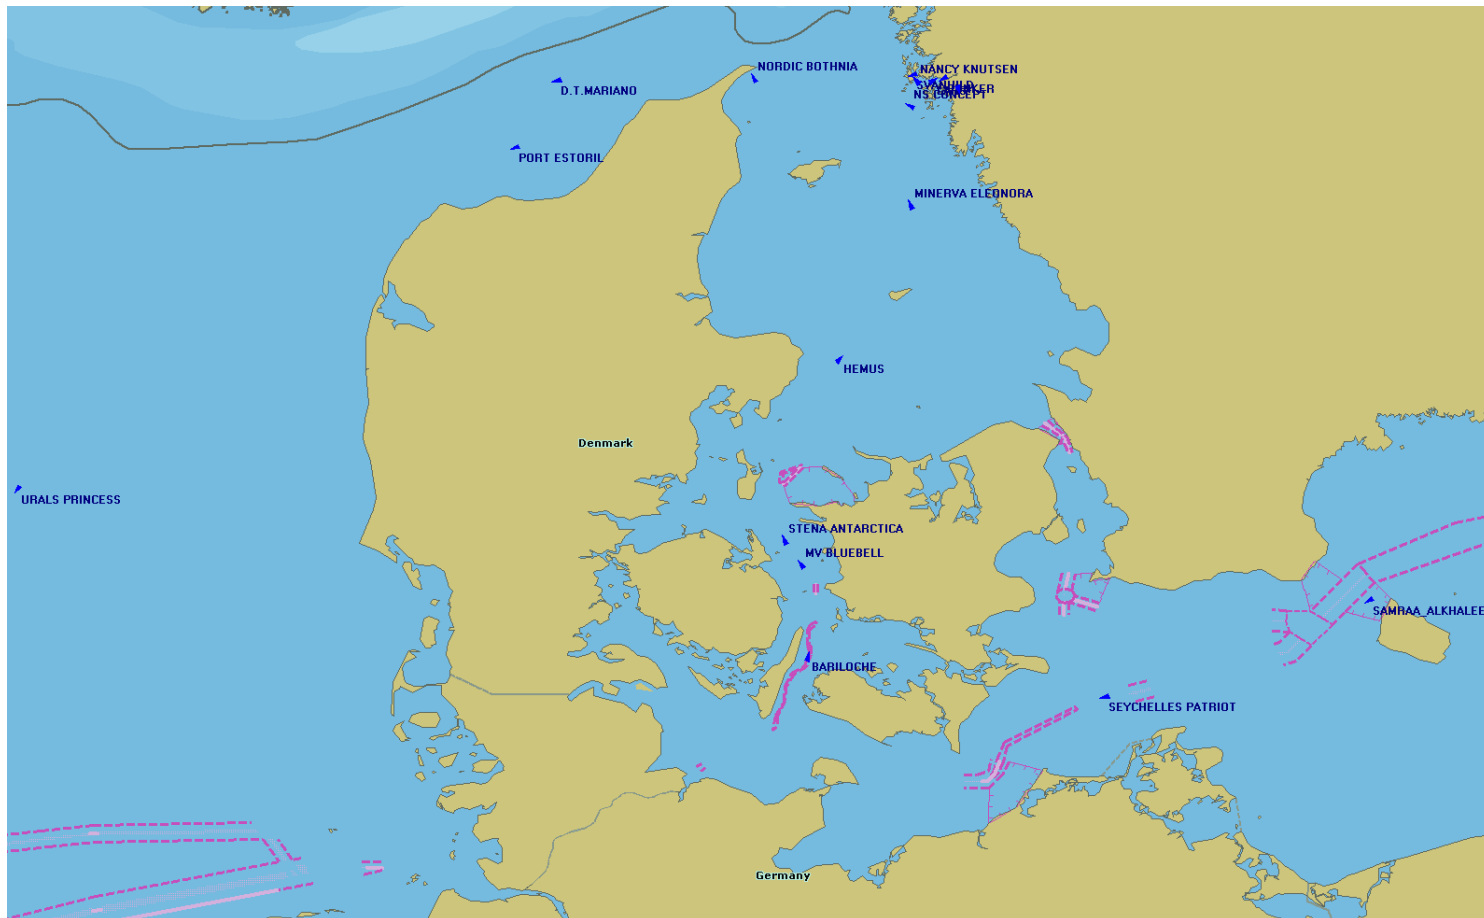 NANCY KNUTSEN
NORDIC BOTHNIA
D.T.MARIANO
SVANHILD
NS CONCEPT
PORT ESTORIL
MINERVA ELEONORA
HEMUS
Denmark
URALS PRINCESS
STENA ANTARCTICA
MV BLUEBELL
SAMRAA_ALKHALEE
BARILOCHE
SEYCHELLES PATRIOT
Germany